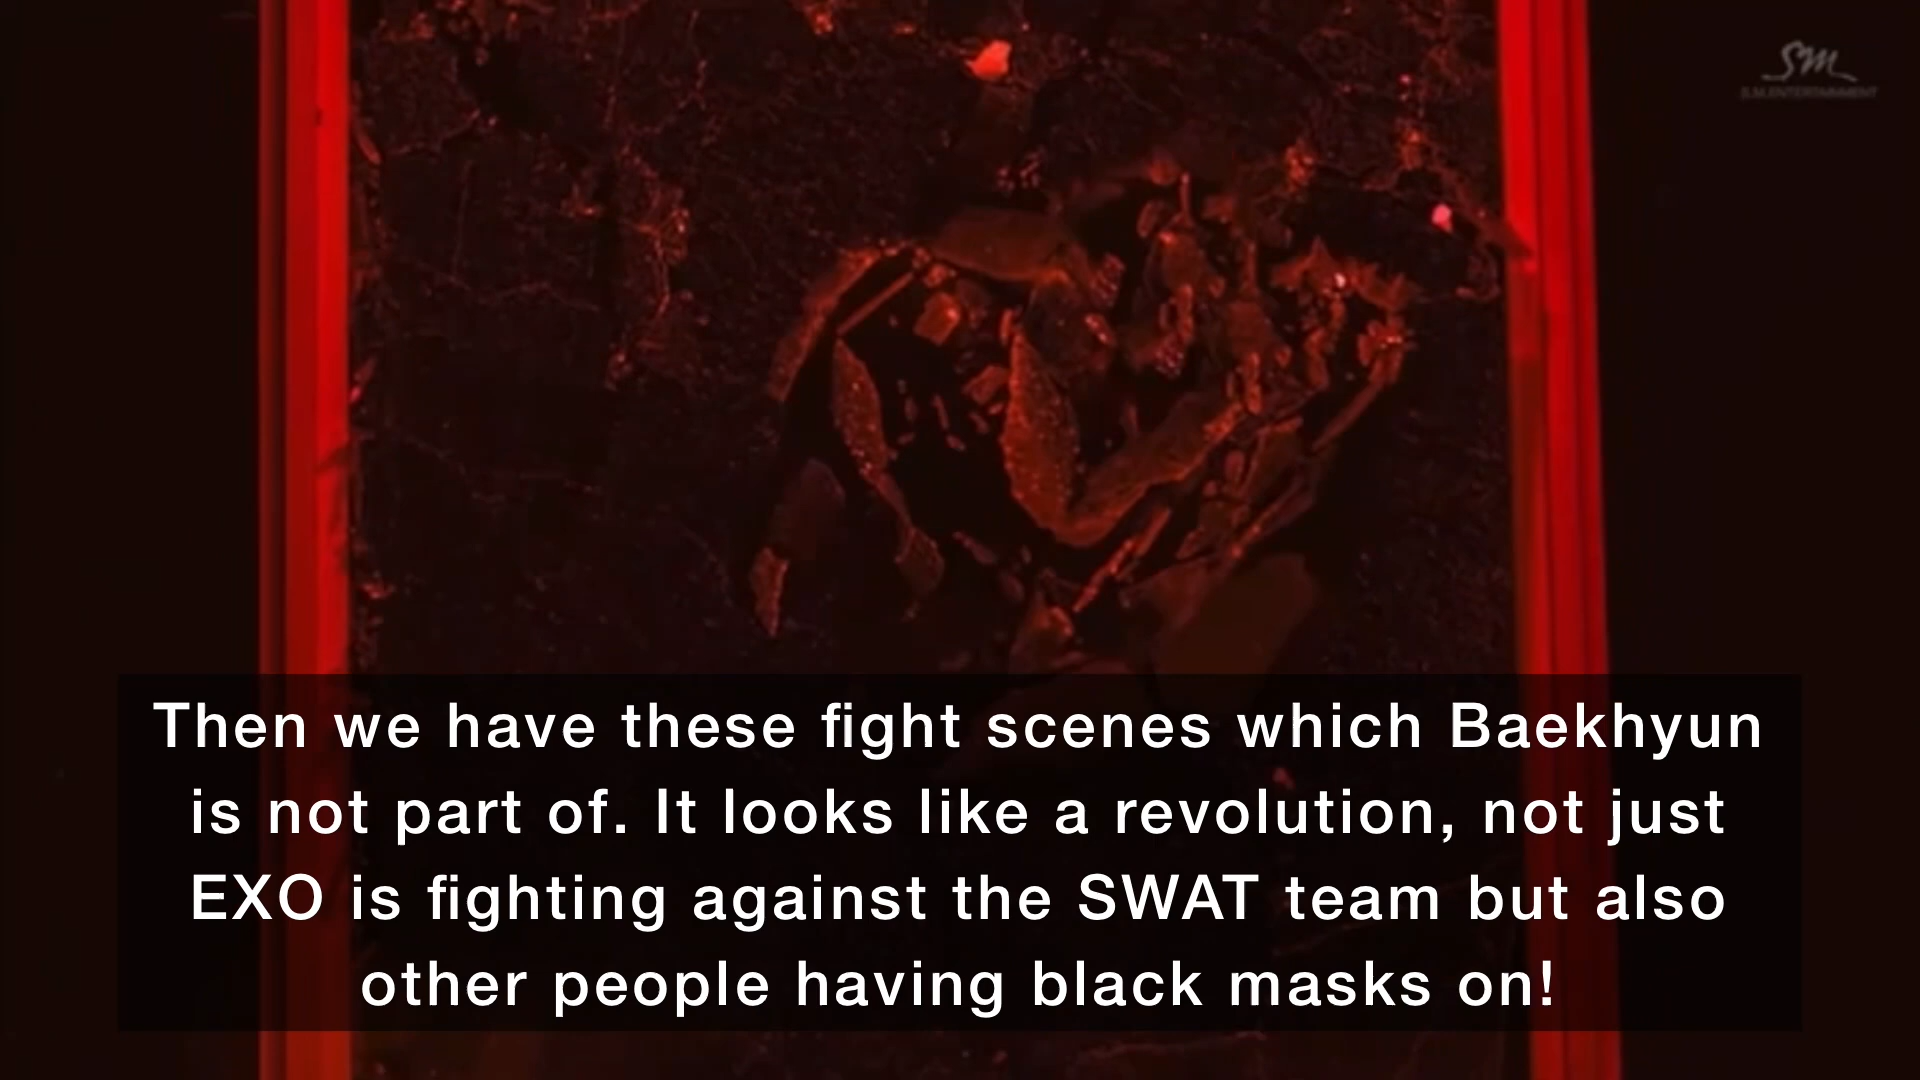 SM
S.M.ENTERTAINMENT
Then we have these fight scenes which Baekhyun
is not part of. It looks like a revolution, not just
EXO is fighting against the SWAT team but also
other people having black masks on!